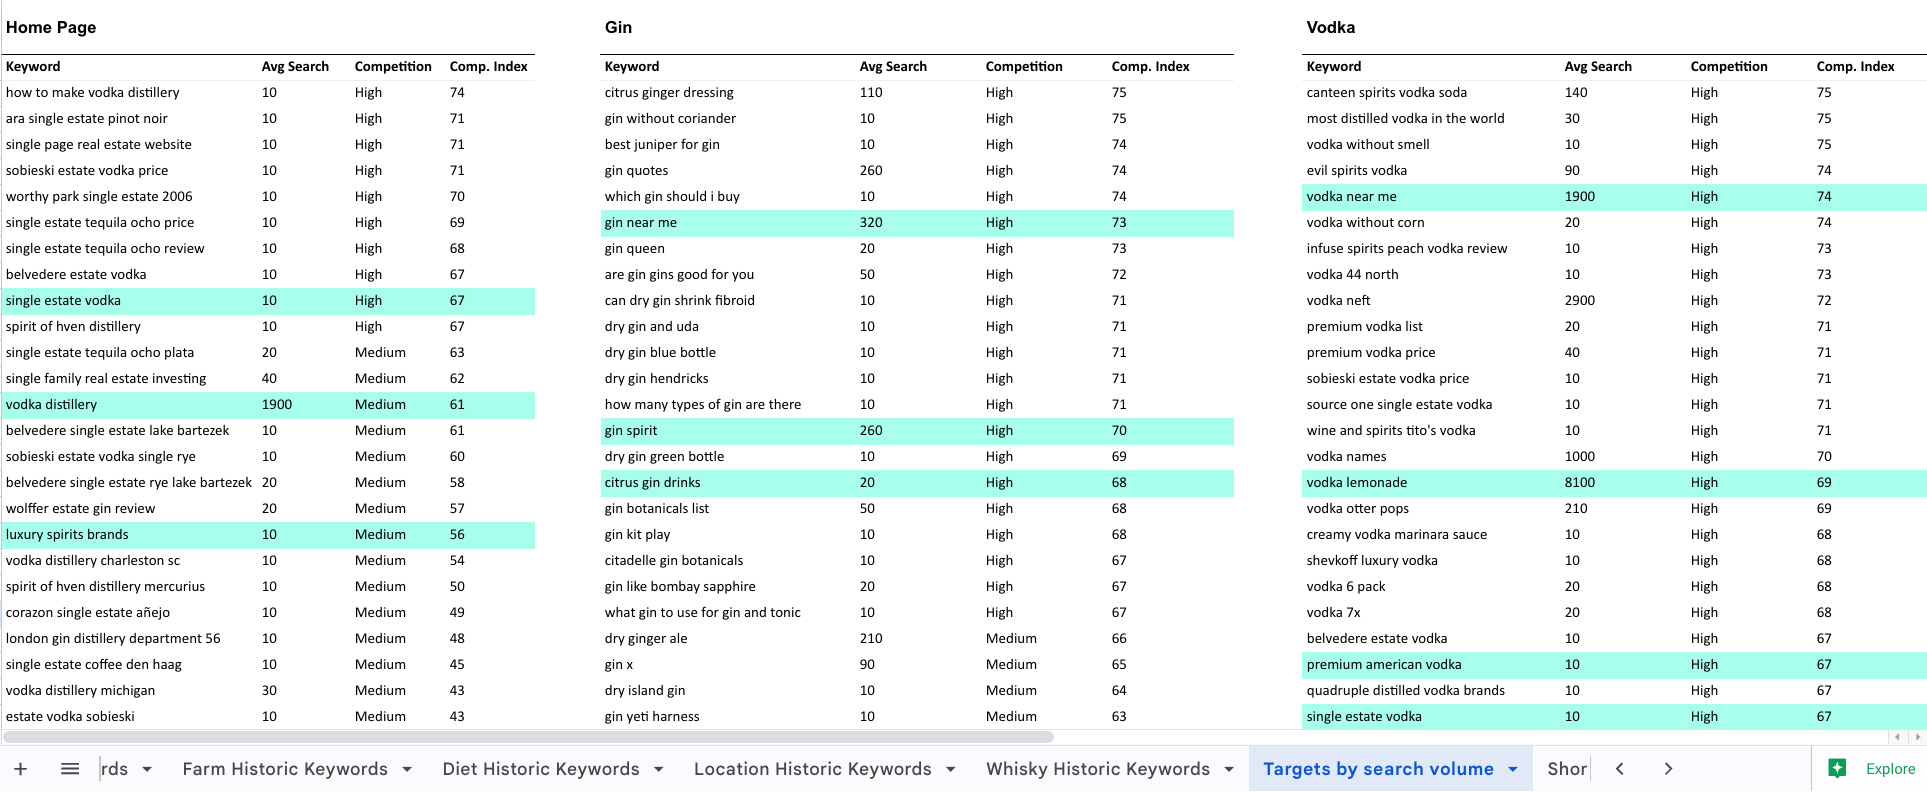 Home Page Gin Vodka
Keyword Avg Search Competition Comp. Index Keyword Avg Search Competition Comp. Index Keyword Avg Search Competition Comp. Index
how to make vodka distillery 10 High 74 citrus ginger dressing 110 High 75 canteen spirits vodka soda 140 High 75
ara single estate pinot noir 10 High 71 gin without coriander 10 High 75 most distilled vodka in the world 30 High 75
single page real estate website 10 High 71 best juniper for gin 10 High 74 vodka without smell 10 High 75
sobieski estate vodka price 10 High 71 gin quotes 260 High 74 evil spirits vodka 90 High 74
worthy park single estate 2006 10 High 70 which gin should i buy 10 High 74 vodka near me 1900 High 74
single estate tequila ocho price 10 High 69 gin near me 320 High 73 vodka without corn 20 High 74
single estate tequila ocho review 10 High 68 gin queen 20 High 73 infuse spirits peach vodka review 10 High 73
belvedere estate vodka 10 High 67 are gin gins good for you 50 High 72 vodka 44 north 10 High 73
single estate vodka 10 High 67 can dry gin shrink fibroid 10 High 71 vodka neft 2900 High 72
spirit of hven distillery 10 High 67 dry gin and uda 10 High 71 premium vodka list 20 High 71
single estate tequila ocho plata 20 Medium 63 dry gin blue bottle 10 High 71 premium vodka price 40 High 71
single family real estate investing 40 Medium 62 dry gin hendricks 10 High 71 sobieski estate vodka price 10 High 71
vodka distillery 1900 Medium 61 how many types of gin are there 10 High 71 source one single estate vodka 10 High 71
belvedere single estate lake bartezek 10 Medium 61 gin spirit 260 High 70 wine and spirits tito's vodka 10 High 71
sobieski estate vodka single rye 10 Medium 60 dry gin green bottle 10 High 69 vodka names 1000 High 70
belvedere single estate rye lake bartezek 20 Medium 58 citrus gin drinks 20 High 68 vodka lemonade 8100 High 69
wolffer estate gin review 20 Medium 57 gin botanicals list 50 High 68 vodka otter pops 210 High 69
luxury spirits brands 10 Medium 56 gin kit play 10 High 68 creamy vodka marinara sauce 10 High 68
vodka distillery charleston sc 10 Medium 54 citadelle gin botanicals 10 High 67 shevkoff luxury vodka 10 High 68
spirit of hven distillery mercurius 10 Medium 50 gin like bombay sapphire 20 High 67 vodka 6 pack 20 High 68
corazon single estate añejo 10 Medium 49 what gin to use for gin and tonic 10 High 67 vodka 7x 20 High 68
london gin distillery department 56 10 Medium 48 dry ginger ale 210 Medium 66 belvedere estate vodka 10 High 67
single estate coffee den haag 10 Medium 45 gin x 90 Medium 65 premium american vodka 10 High 67
vodka distillery michigan 30 Medium 43 dry island gin 10 Medium 64 quadruple distilled vodka brands 10 High 67
estate vodka sobieski 10 Medium 43 gin yeti harness 10 Medium 63 single estate vodka 10 High 67
rds Farm Historic Keywords Diet Historic Keywords Location Historic Keywords Whisky Historic Keywords Targets by search volume Shor Explore